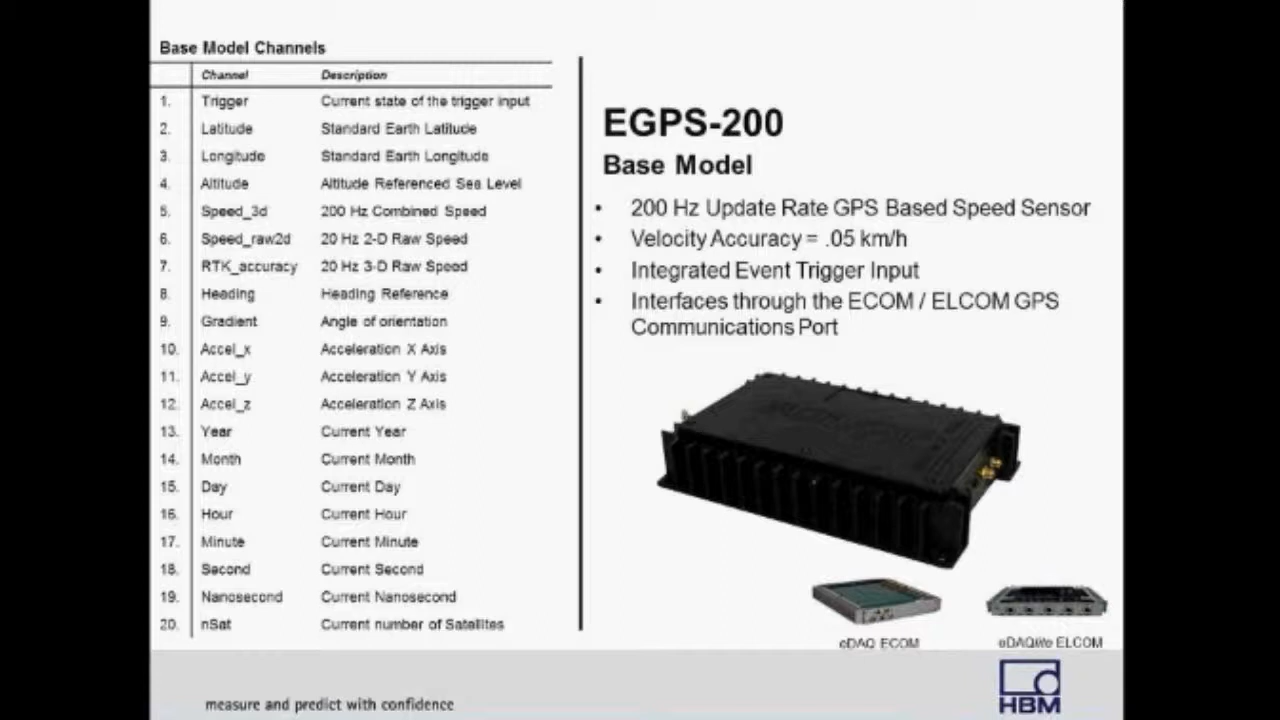 Base Model Channels
Channel Description
1. Trigger Current state of the trigger input
2. Latitude Standard Earth Latitude
3. Longitude Standard Earth Longitude
4. Altitude Altitude Referenced Sea Level
5. Speed_3d 200 Hz Combined Speed
6. Speed_raw2d 20 Hz 2-D Raw Speed
7. RTK_accuracy 20 Hz 3-D Raw Speed
8. Heading Heading Reference
9. Gradient Angle of orientation
10. Accel_x Acceleration X Axis
11. Accel_y Acceleration Y Axis
12. Accel_z Acceleration Z Axis
13. Year Current Year
14. Month Current Month
15. Day Current Day
16. Hour Current Hour
17. Minute Current Minute
18. Second Current Second
19. Nanosecond Current Nanosecond
20. nSat Current number of Satellites
EGPS-200
Base Model
• 200 Hz Update Rate GPS Based Speed Sensor
• Velocity Accuracy = .05 km/h
• Integrated Event Trigger Input
• Interfaces through the ECOM / ELCOM GPS
Communications Port
eDAQ ECOM
eDAQlite ELCOM
measure and predict with confidence
HBM